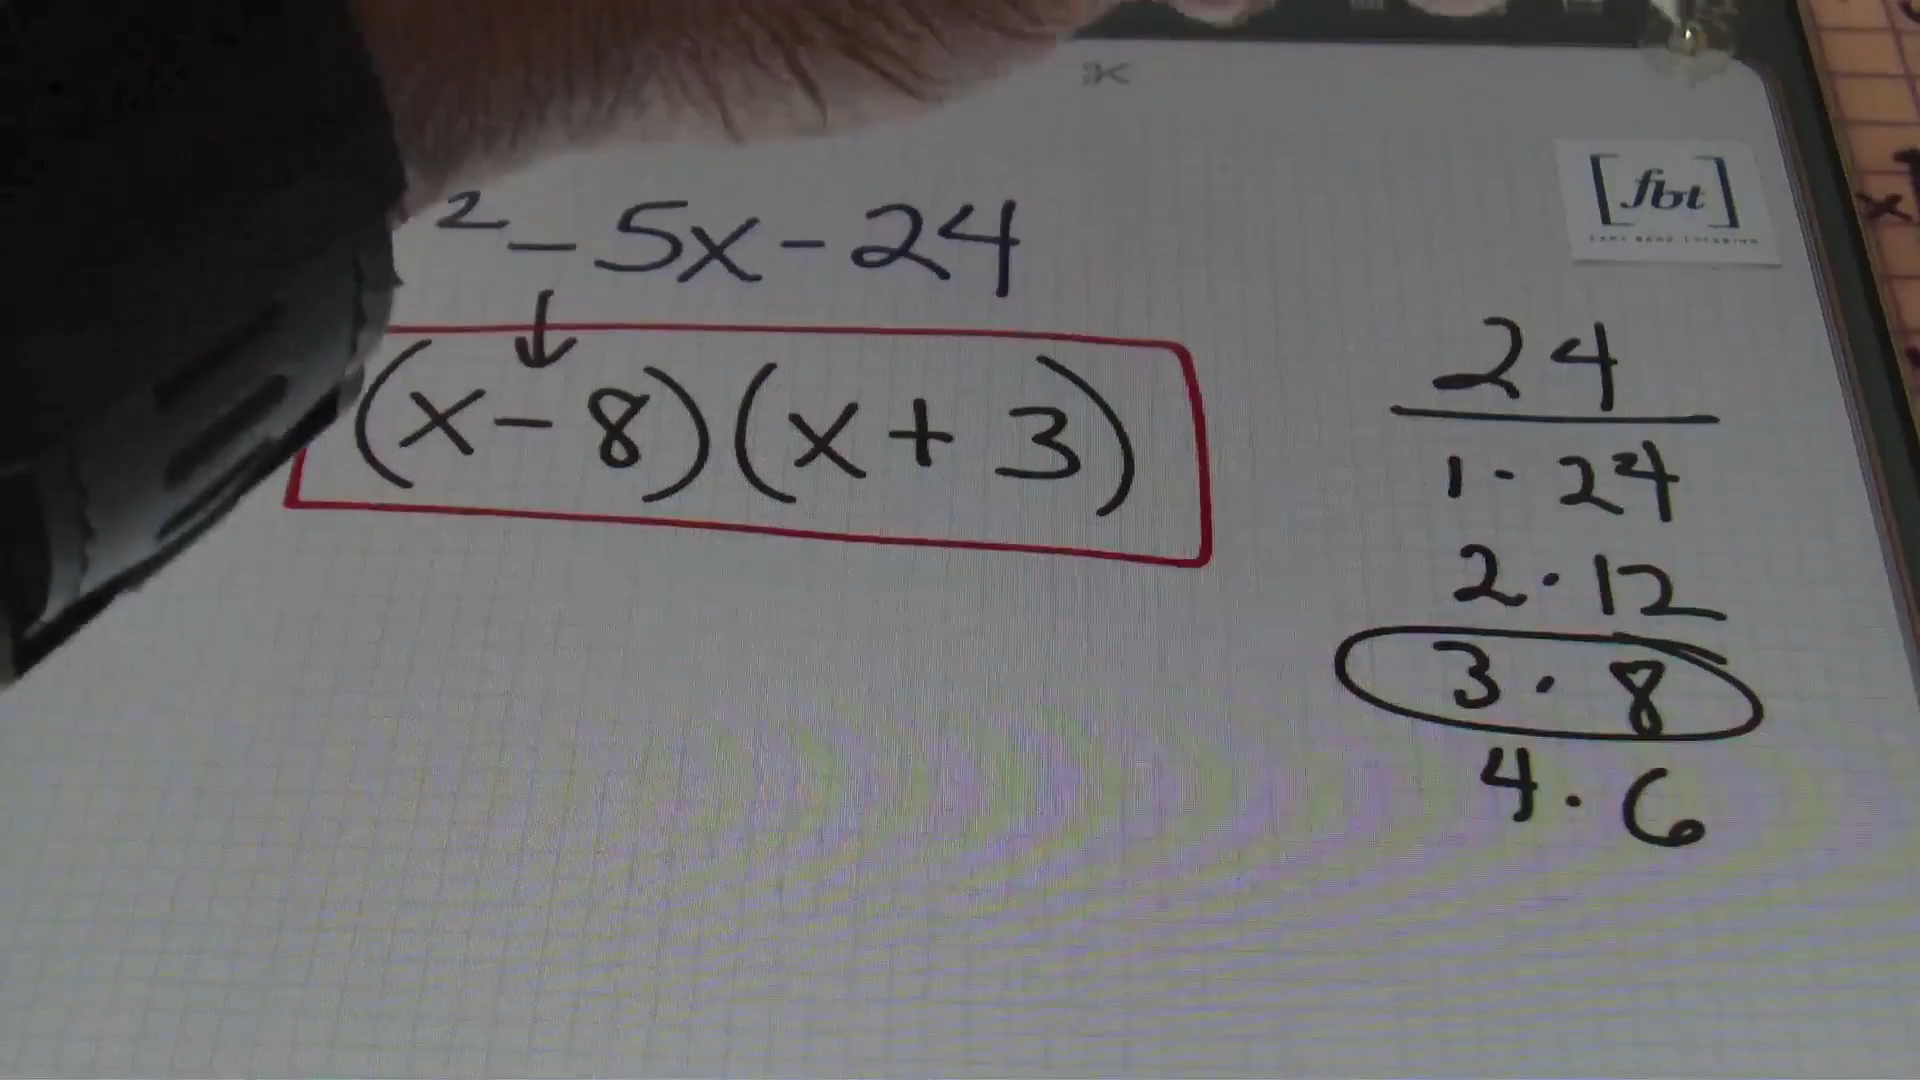 ² - 5x - 24
(x - 8)(x + 3)
[fbt]
24
1 · 24
2 · 12
3 · 8
4 · 6